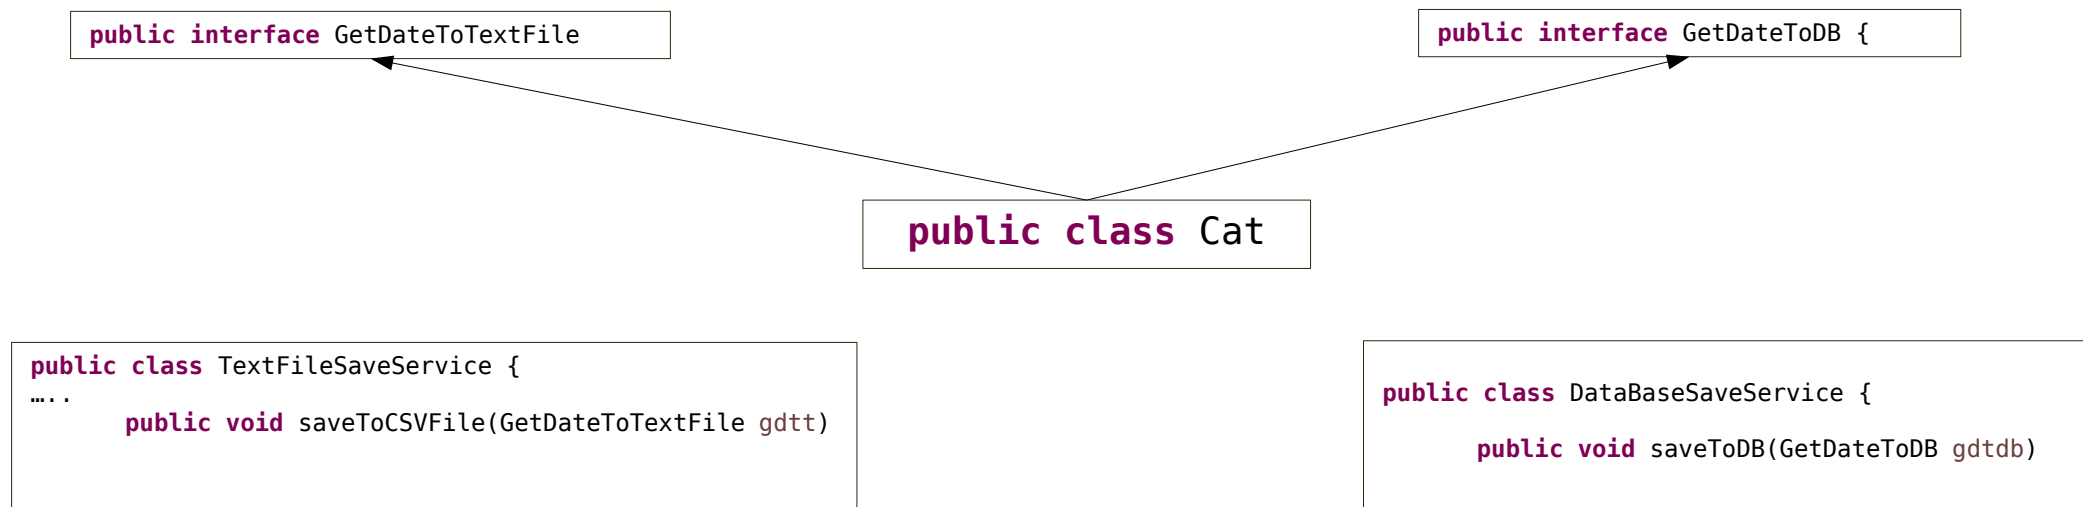 public interface GetDateToTextFile
public interface GetDateToDB {
public class Cat
public class TextFileSaveService {
…..
public void saveToCSVFile(GetDateToTextFile gdtt)
public class DataBaseSaveService {
public void saveToDB(GetDateToDB gdtdb)